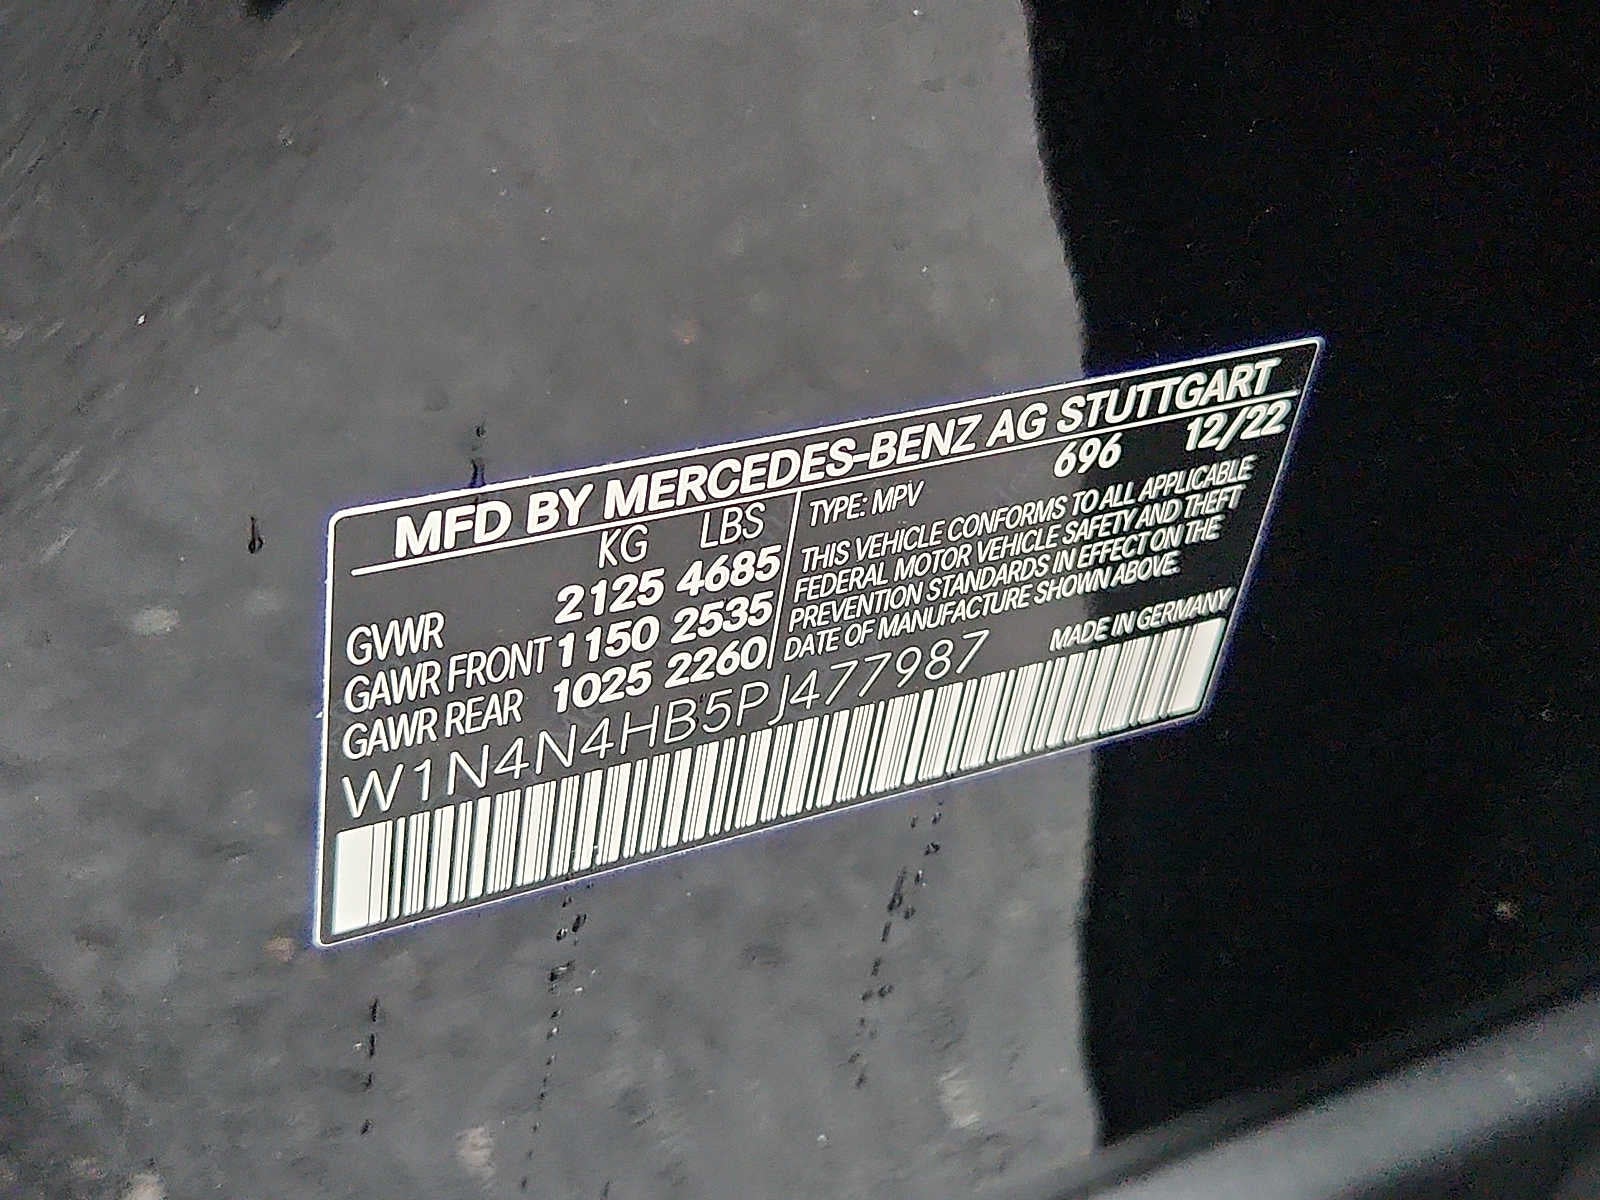 MFD BY MERCEDES-BENZ AG STUTTGART
KG LBS
GVWR 2125 4685
GAWR FRONT 1150 2535
GAWR REAR 1025 2260
TYPE: MPV 696 12/22
THIS VEHICLE CONFORMS TO ALL APPLICABLE
FEDERAL MOTOR VEHICLE SAFETY AND THEFT
PREVENTION STANDARDS IN EFFECT ON THE
DATE OF MANUFACTURE SHOWN ABOVE.
MADE IN GERMANY
W1N4N4HB5PJ477987